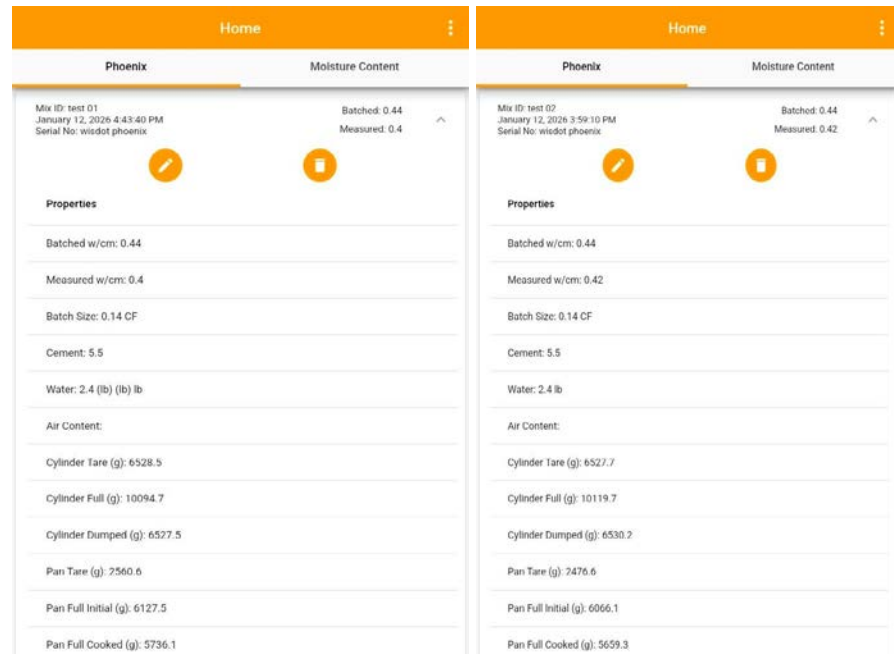 Home
Phoenix
Moisture Content
Mix ID: test 01
January 12, 2026 4:43:40 PM
Serial No: wisdot phoenix
Batched: 0.44
Measured: 0.4
Properties
Batched w/cm: 0.44
Measured w/cm: 0.4
Batch Size: 0.14 CF
Cement: 5.5
Water: 2.4 (lb) (lb) lb
Air Content:
Cylinder Tare (g): 6528.5
Cylinder Full (g): 10094.7
Cylinder Dumped (g): 6527.5
Pan Tare (g): 2560.6
Pan Full Initial (g): 6127.5
Pan Full Cooked (g): 5736.1
Home
Phoenix
Moisture Content
Mix ID: test 02
January 12, 2026 3:59:10 PM
Serial No: wisdot phoenix
Batched: 0.44
Measured: 0.42
Properties
Batched w/cm: 0.44
Measured w/cm: 0.42
Batch Size: 0.14 CF
Cement: 5.5
Water: 2.4 lb
Air Content:
Cylinder Tare (g): 6527.7
Cylinder Full (g): 10119.7
Cylinder Dumped (g): 6530.2
Pan Tare (g): 2476.6
Pan Full Initial (g): 6066.1
Pan Full Cooked (g): 5659.3